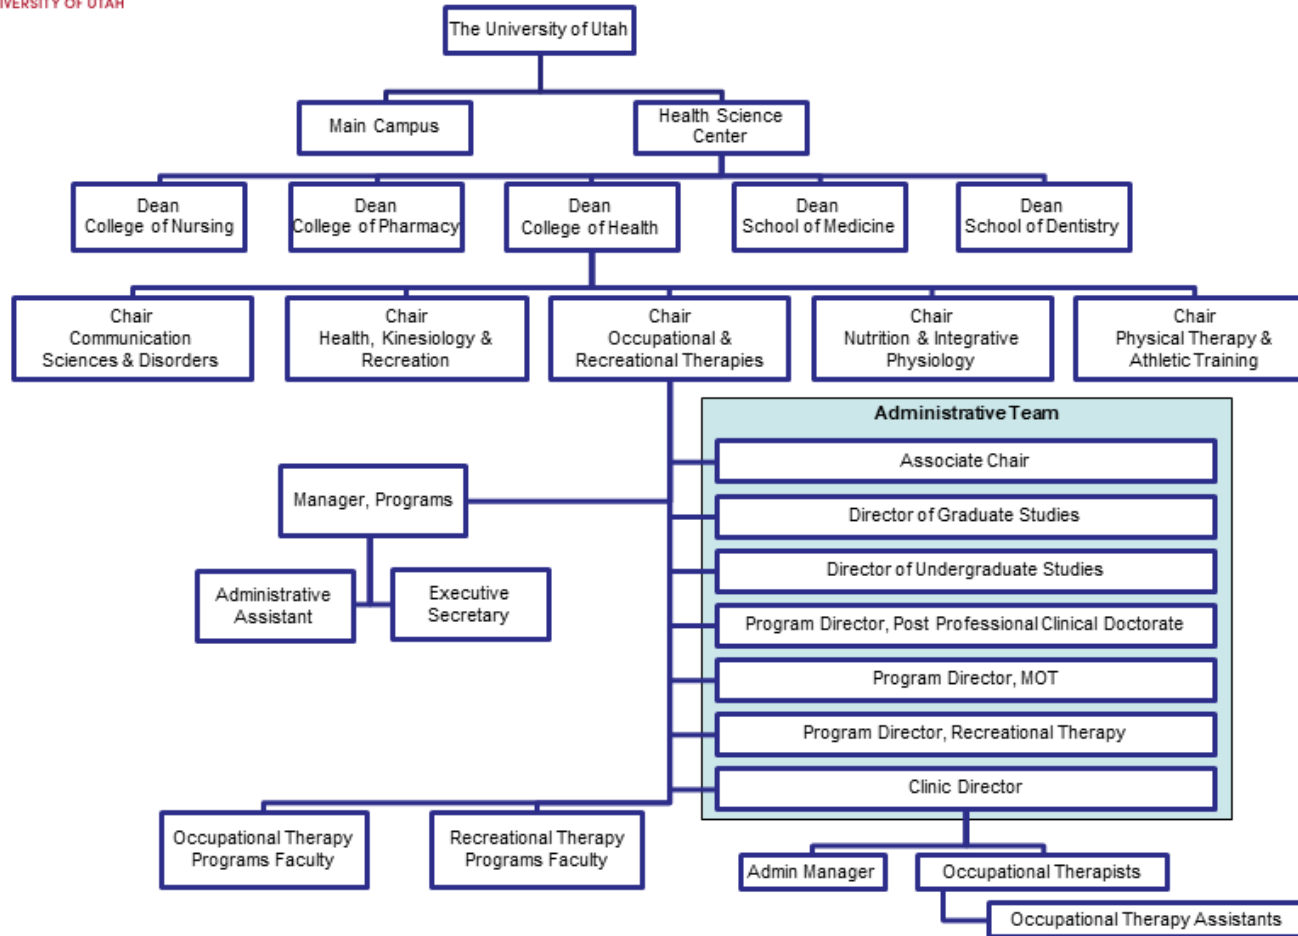 UNIVERSITY OF UTAH
The University of Utah
Main Campus
Health Science
Center
Dean
College of Nursing
Dean
College of Pharmacy
Dean
College of Health
Dean
School of Medicine
Dean
School of Dentistry
Chair
Communication
Sciences & Disorders
Chair
Health, Kinesiology &
Recreation
Chair
Occupational &
Recreational Therapies
Chair
Nutrition & Integrative
Physiology
Chair
Physical Therapy &
Athletic Training
Administrative Team
Associate Chair
Director of Graduate Studies
Director of Undergraduate Studies
Program Director, Post Professional Clinical Doctorate
Program Director, MOT
Program Director, Recreational Therapy
Clinic Director
Manager, Programs
Administrative
Assistant
Executive
Secretary
Occupational Therapy
Programs Faculty
Recreational Therapy
Programs Faculty
Admin Manager
Occupational Therapists
Occupational Therapy Assistants